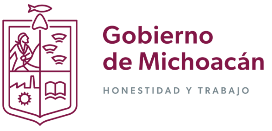 Gobierno
de Michoacán
HONESTIDAD Y TRABAJO